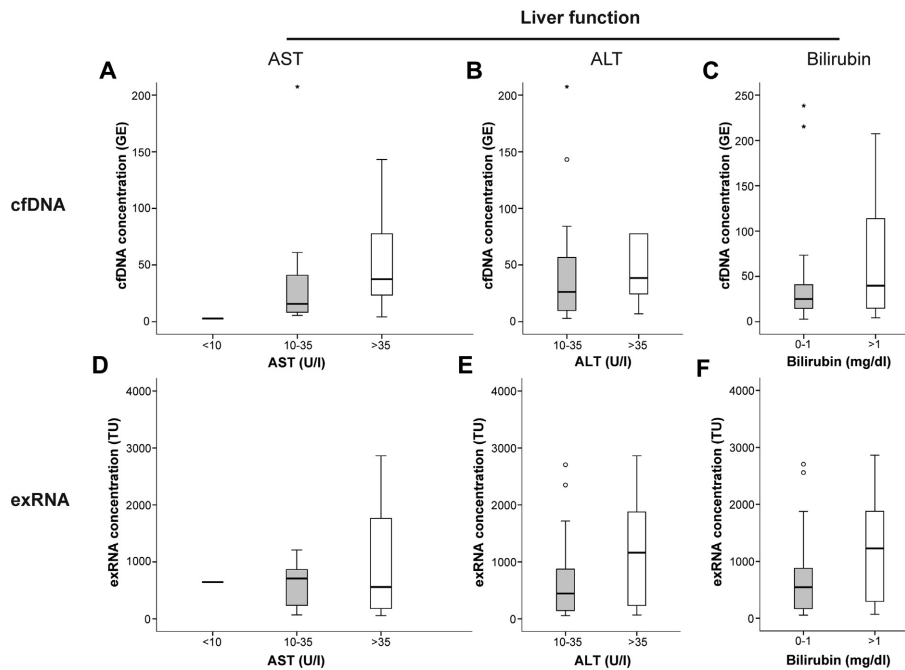 Liver function
AST
ALT
Bilirubin
A
B
C
cfDNA
cfDNA concentration (GE)
200
150
100
50
0
<10
10-35
>35
AST (U/l)
cfDNA concentration (GE)
200
150
100
50
0
10-35
>35
ALT (U/l)
cfDNA concentration (GE)
250
200
150
100
50
0
0-1
>1
Bilirubin (mg/dl)
D
E
F
exRNA
exRNA concentration (TU)
4000
3000
2000
1000
0
<10
10-35
>35
AST (U/l)
exRNA concentration (TU)
4000
3000
2000
1000
0
10-35
>35
ALT (U/l)
exRNA concentration (TU)
4000
3000
2000
1000
0
0-1
>1
Bilirubin (mg/dl)